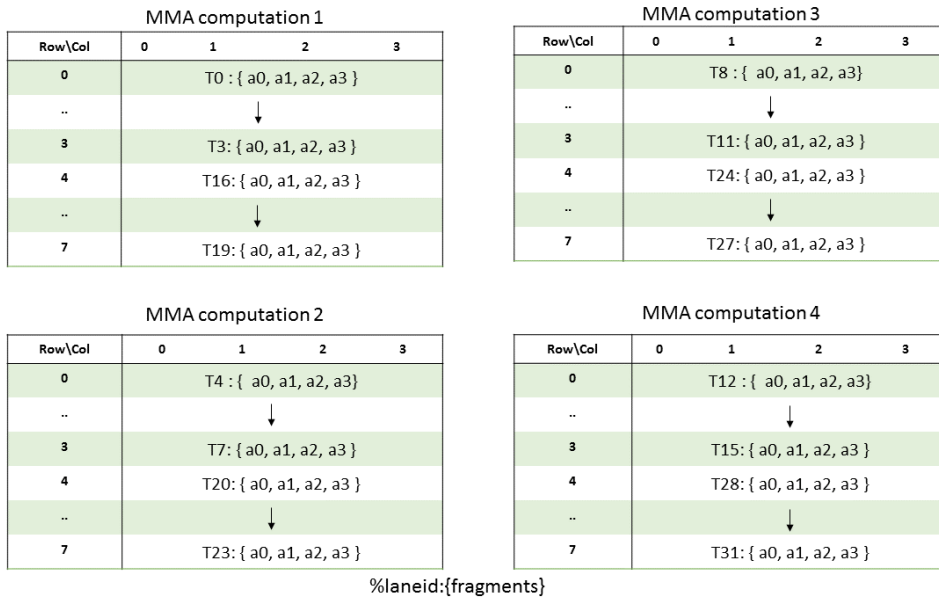 MMA computation 1
Row\Col 0 1 2 3
0 T0 : { a0, a1, a2, a3 }
..
3 T3: { a0, a1, a2, a3 }
4 T16: { a0, a1, a2, a3 }
..
7 T19: { a0, a1, a2, a3 }
MMA computation 3
Row\Col 0 1 2 3
0 T8 : { a0, a1, a2, a3}
..
3 T11: { a0, a1, a2, a3 }
4 T24: { a0, a1, a2, a3 }
..
7 T27: { a0, a1, a2, a3 }
MMA computation 2
Row\Col 0 1 2 3
0 T4 : { a0, a1, a2, a3}
..
3 T7: { a0, a1, a2, a3 }
4 T20: { a0, a1, a2, a3 }
..
7 T23: { a0, a1, a2, a3 }
MMA computation 4
Row\Col 0 1 2 3
0 T12 : { a0, a1, a2, a3}
..
3 T15: { a0, a1, a2, a3 }
4 T28: { a0, a1, a2, a3 }
..
7 T31: { a0, a1, a2, a3 }
%laneid:{fragments}